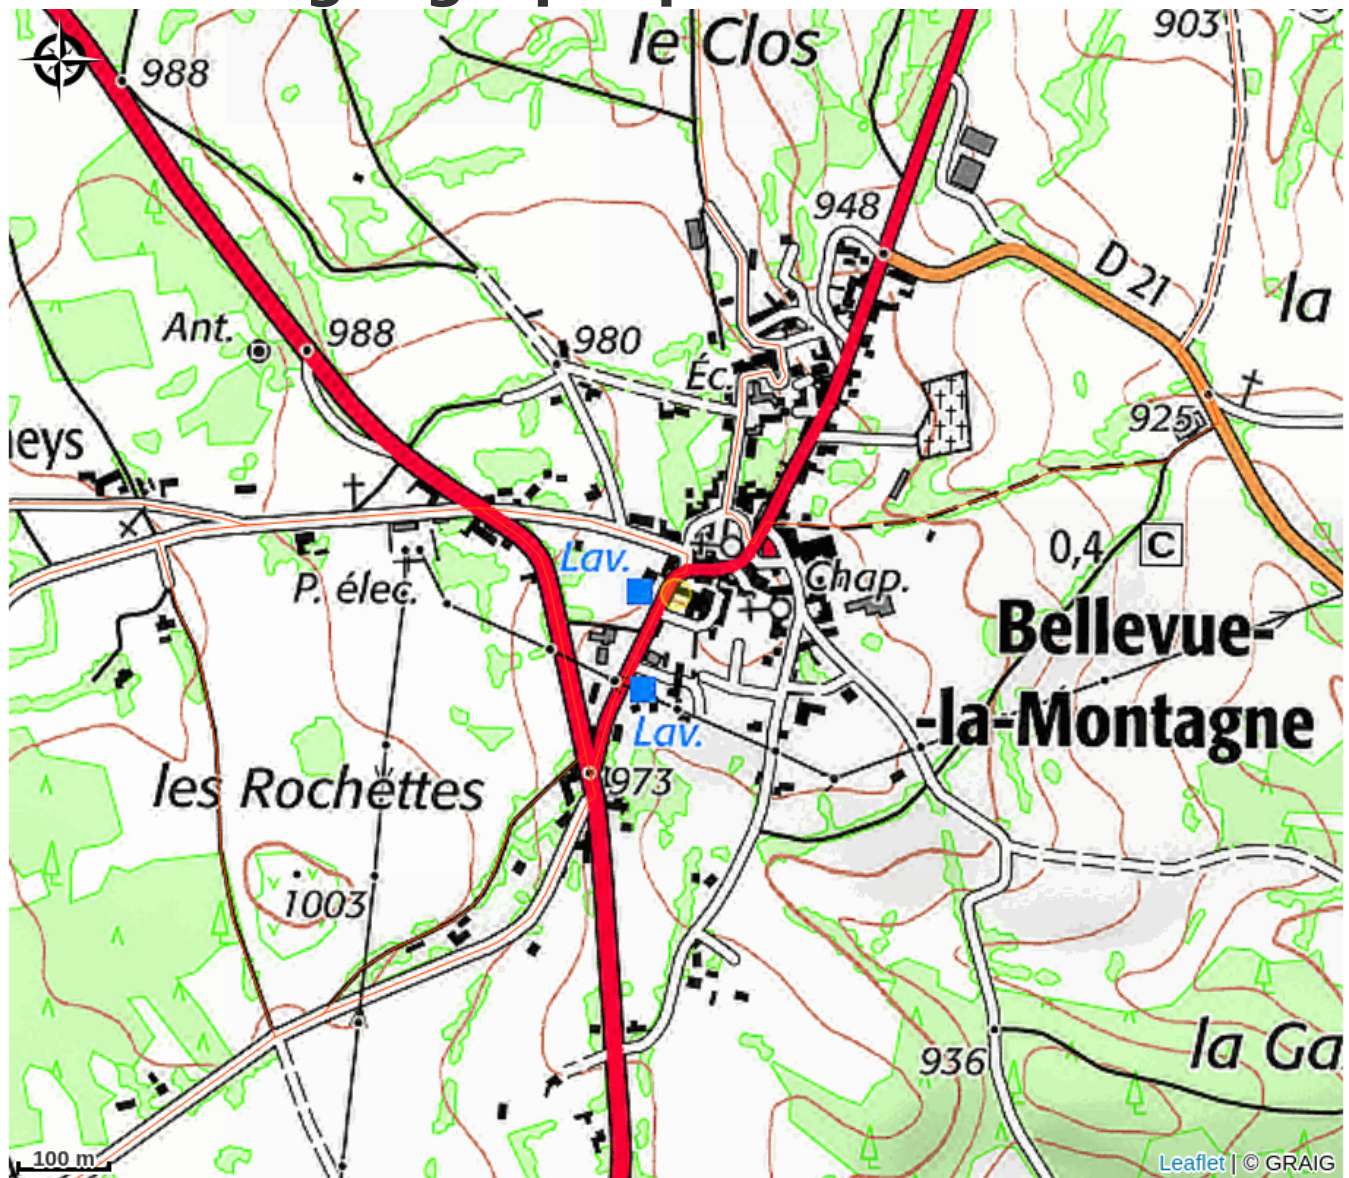 le Clos
903
988
948
D 21
la
Ant.
988
980
Éc.
925
neys
Lav.
0,4
C
P. élec.
Chap.
Bellevue-
-la-Montagne
Lav.
les Rochettes
973
1003
936
la Ga
100 m
Leaflet | © GRAIG